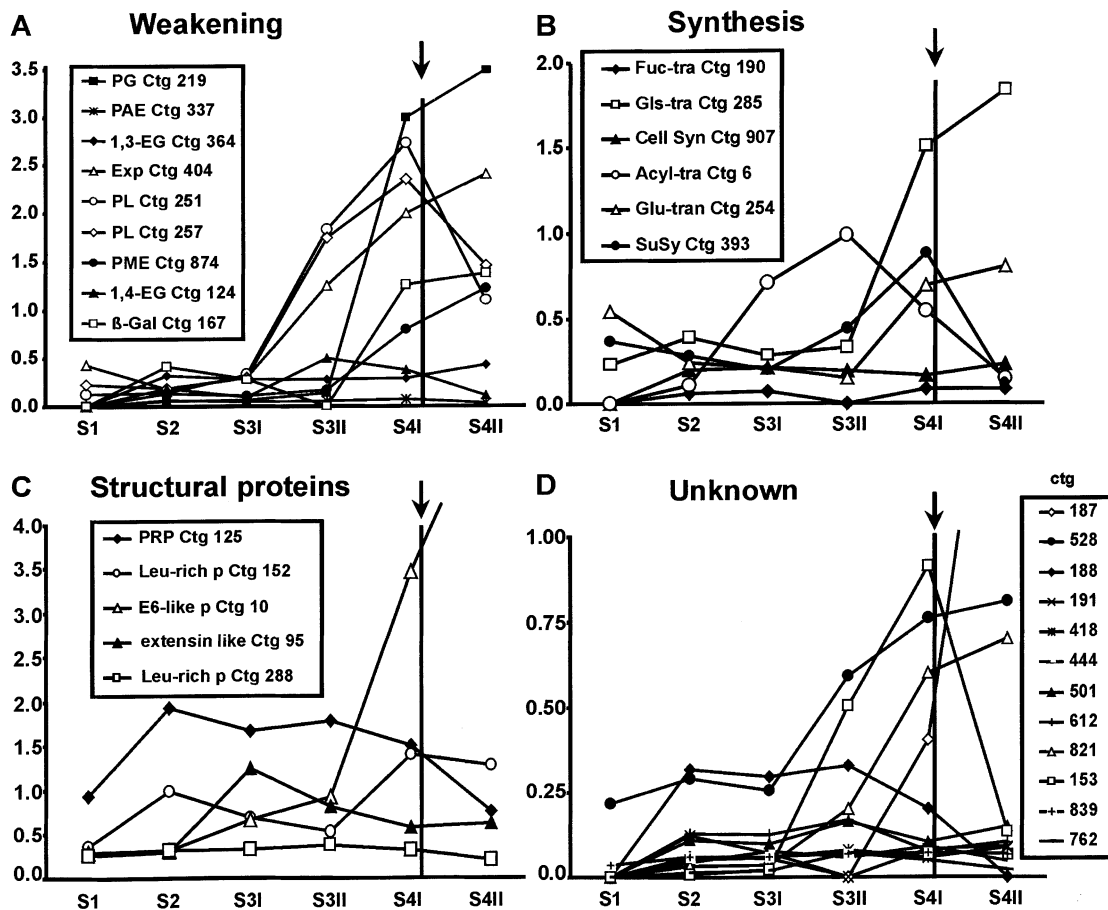 A Weakening
3.5
3.0
2.5
2.0
1.5
1.0
0.5
0.0
PG Ctg 219
PAE Ctg 337
1,3-EG Ctg 364
Exp Ctg 404
PL Ctg 251
PL Ctg 257
PME Ctg 874
1,4-EG Ctg 124
ß-Gal Ctg 167
S1 S2 S3I S3II S4I S4II
B Synthesis
2.0
1.5
1.0
0.5
0.0
Fuc-tra Ctg 190
Gls-tra Ctg 285
Cell Syn Ctg 907
Acyl-tra Ctg 6
Glu-tran Ctg 254
SuSy Ctg 393
S1 S2 S3I S3II S4I S4II
C Structural proteins
4.0
3.5
3.0
2.5
2.0
1.5
1.0
0.5
0.0
PRP Ctg 125
Leu-rich p Ctg 152
E6-like p Ctg 10
extensin like Ctg 95
Leu-rich p Ctg 288
S1 S2 S3I S3II S4I S4II
D Unknown
1.00
0.75
0.50
0.25
0.0
S1 S2 S3I S3II S4I S4II
ctg
187
528
188
191
418
444
501
612
821
153
839
762